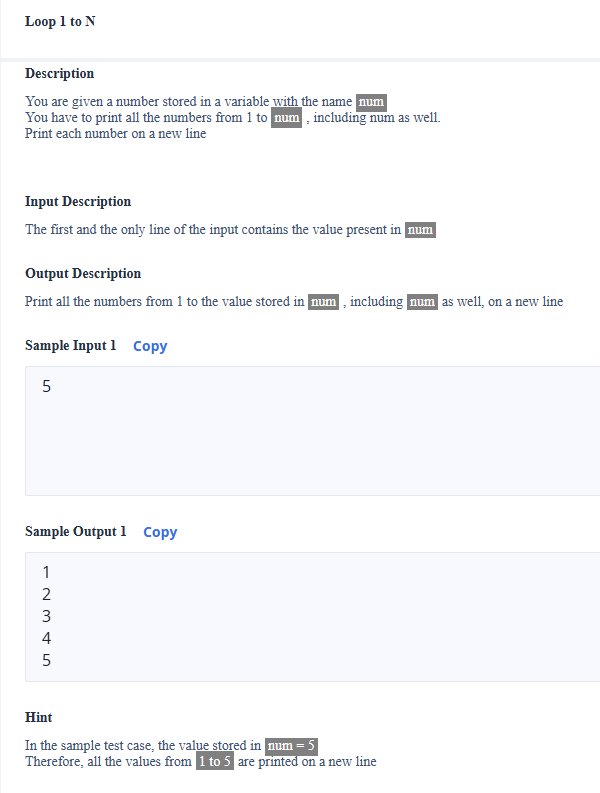 Loop 1 to N
Description
You are given a number stored in a variable with the name num
You have to print all the numbers from 1 to num , including num as well.
Print each number on a new line
Input Description
The first and the only line of the input contains the value present in num
Output Description
Print all the numbers from 1 to the value stored in num , including num as well, on a new line
Sample Input 1 Copy
5
Sample Output 1 Copy
1
2
3
4
5
Hint
In the sample test case, the value stored in num = 5
Therefore, all the values from 1 to 5 are printed on a new line